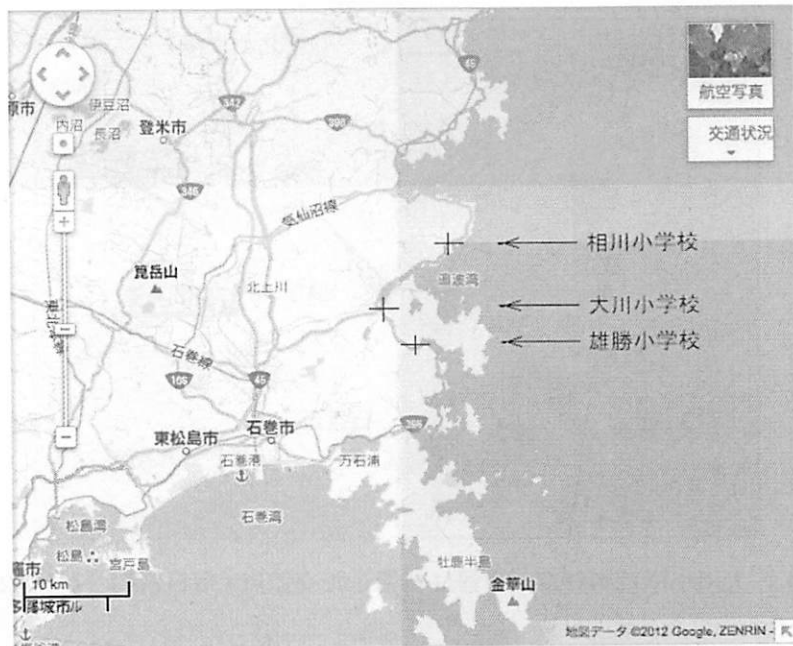 45
航空写真
交通状況
342
398
原市
伊豆沼
内沼
長沼
登米市
346
気仙沼線
相川小学校
追波湾
箟岳山
北上川
大川小学校
雄勝小学校
石巻線
108
45
398
東松島市
石巻市
石巻港
万石浦
石巻湾
松島湾
松島
宮戸島
牡鹿半島
金華山
10 km
地図データ ©2012 Google, ZENRIN -